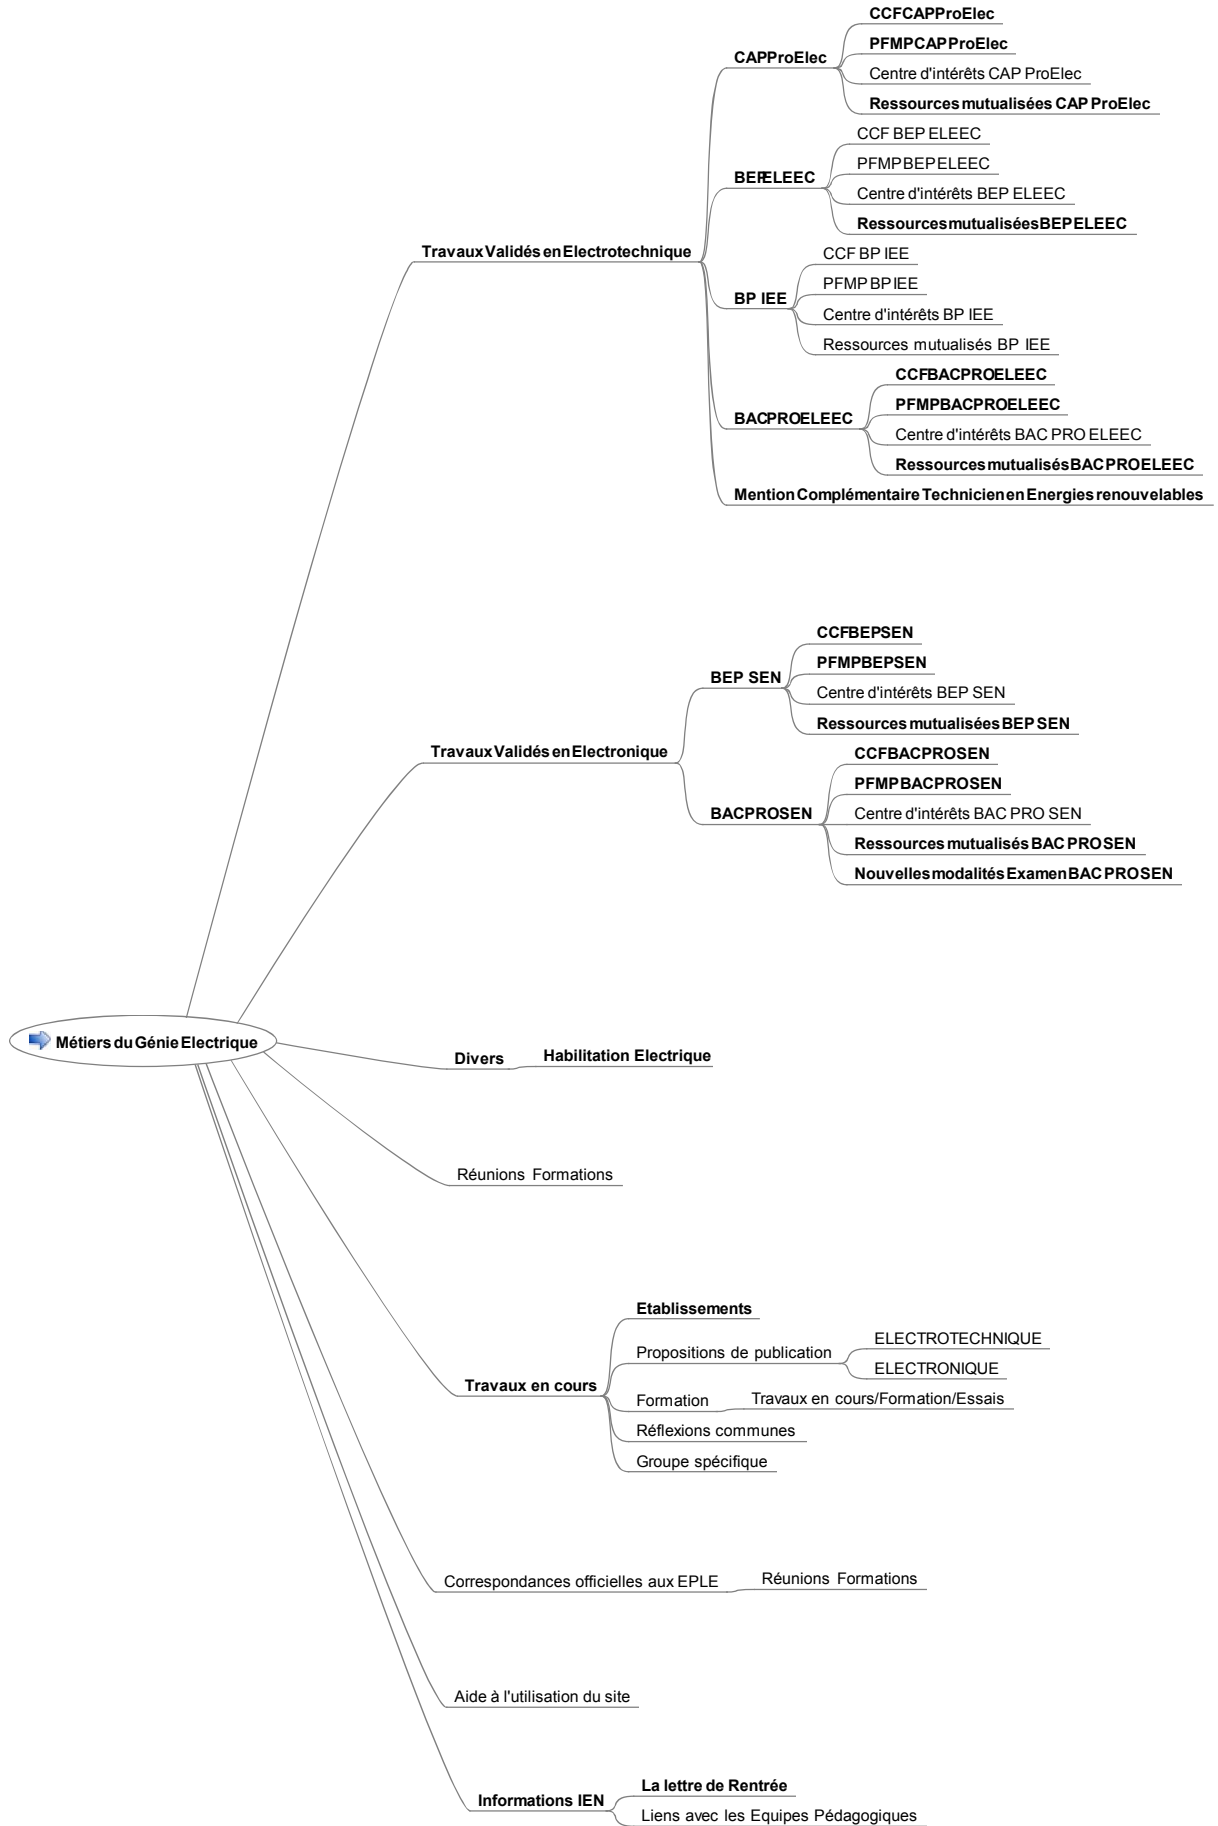 CCFCAPProElec
PFMPCAPProElec
CAPProElec
Centre d'intérêts CAP ProElec
Ressources mutualisées CAP ProElec
CCF BEP ELEEC
PFMP BEP ELEEC
BEPELEEC
Centre d'intérêts BEP ELEEC
Ressources mutualisées BEP ELEEC
Travaux Validés en Electrotechnique
CCF BP IEE
PFMP BP IEE
BP IEE
Centre d'intérêts BP IEE
Ressources mutualisés BP IEE
CCFBACPROELEEC
PFMPBACPROELEEC
BACPROELEEC
Centre d'intérêts BAC PRO ELEEC
Ressources mutualisés BAC PRO ELEEC
Mention Complémentaire Technicien en Energies renouvelables
CCFBEPSEN
PFMPBEPSEN
BEP SEN
Centre d'intérêts BEP SEN
Ressources mutualisées BEP SEN
Travaux Validés en Electronique
CCFBACPROSEN
PFMPBACPROSEN
BACPROSEN
Centre d'intérêts BAC PRO SEN
Ressources mutualisés BAC PROSEN
Nouvelles modalités Examen BAC PROSEN
Métiers du Génie Electrique
Divers
Habilitation Electrique
Réunions Formations
Etablissements
Propositions de publication
ELECTROTECHNIQUE
ELECTRONIQUE
Travaux en cours
Formation
Travaux en cours/Formation/Essais
Réflexions communes
Groupe spécifique
Correspondances officielles aux EPLE
Réunions Formations
Aide à l'utilisation du site
Informations IEN
La lettre de Rentrée
Liens avec les Equipes Pédagogiques